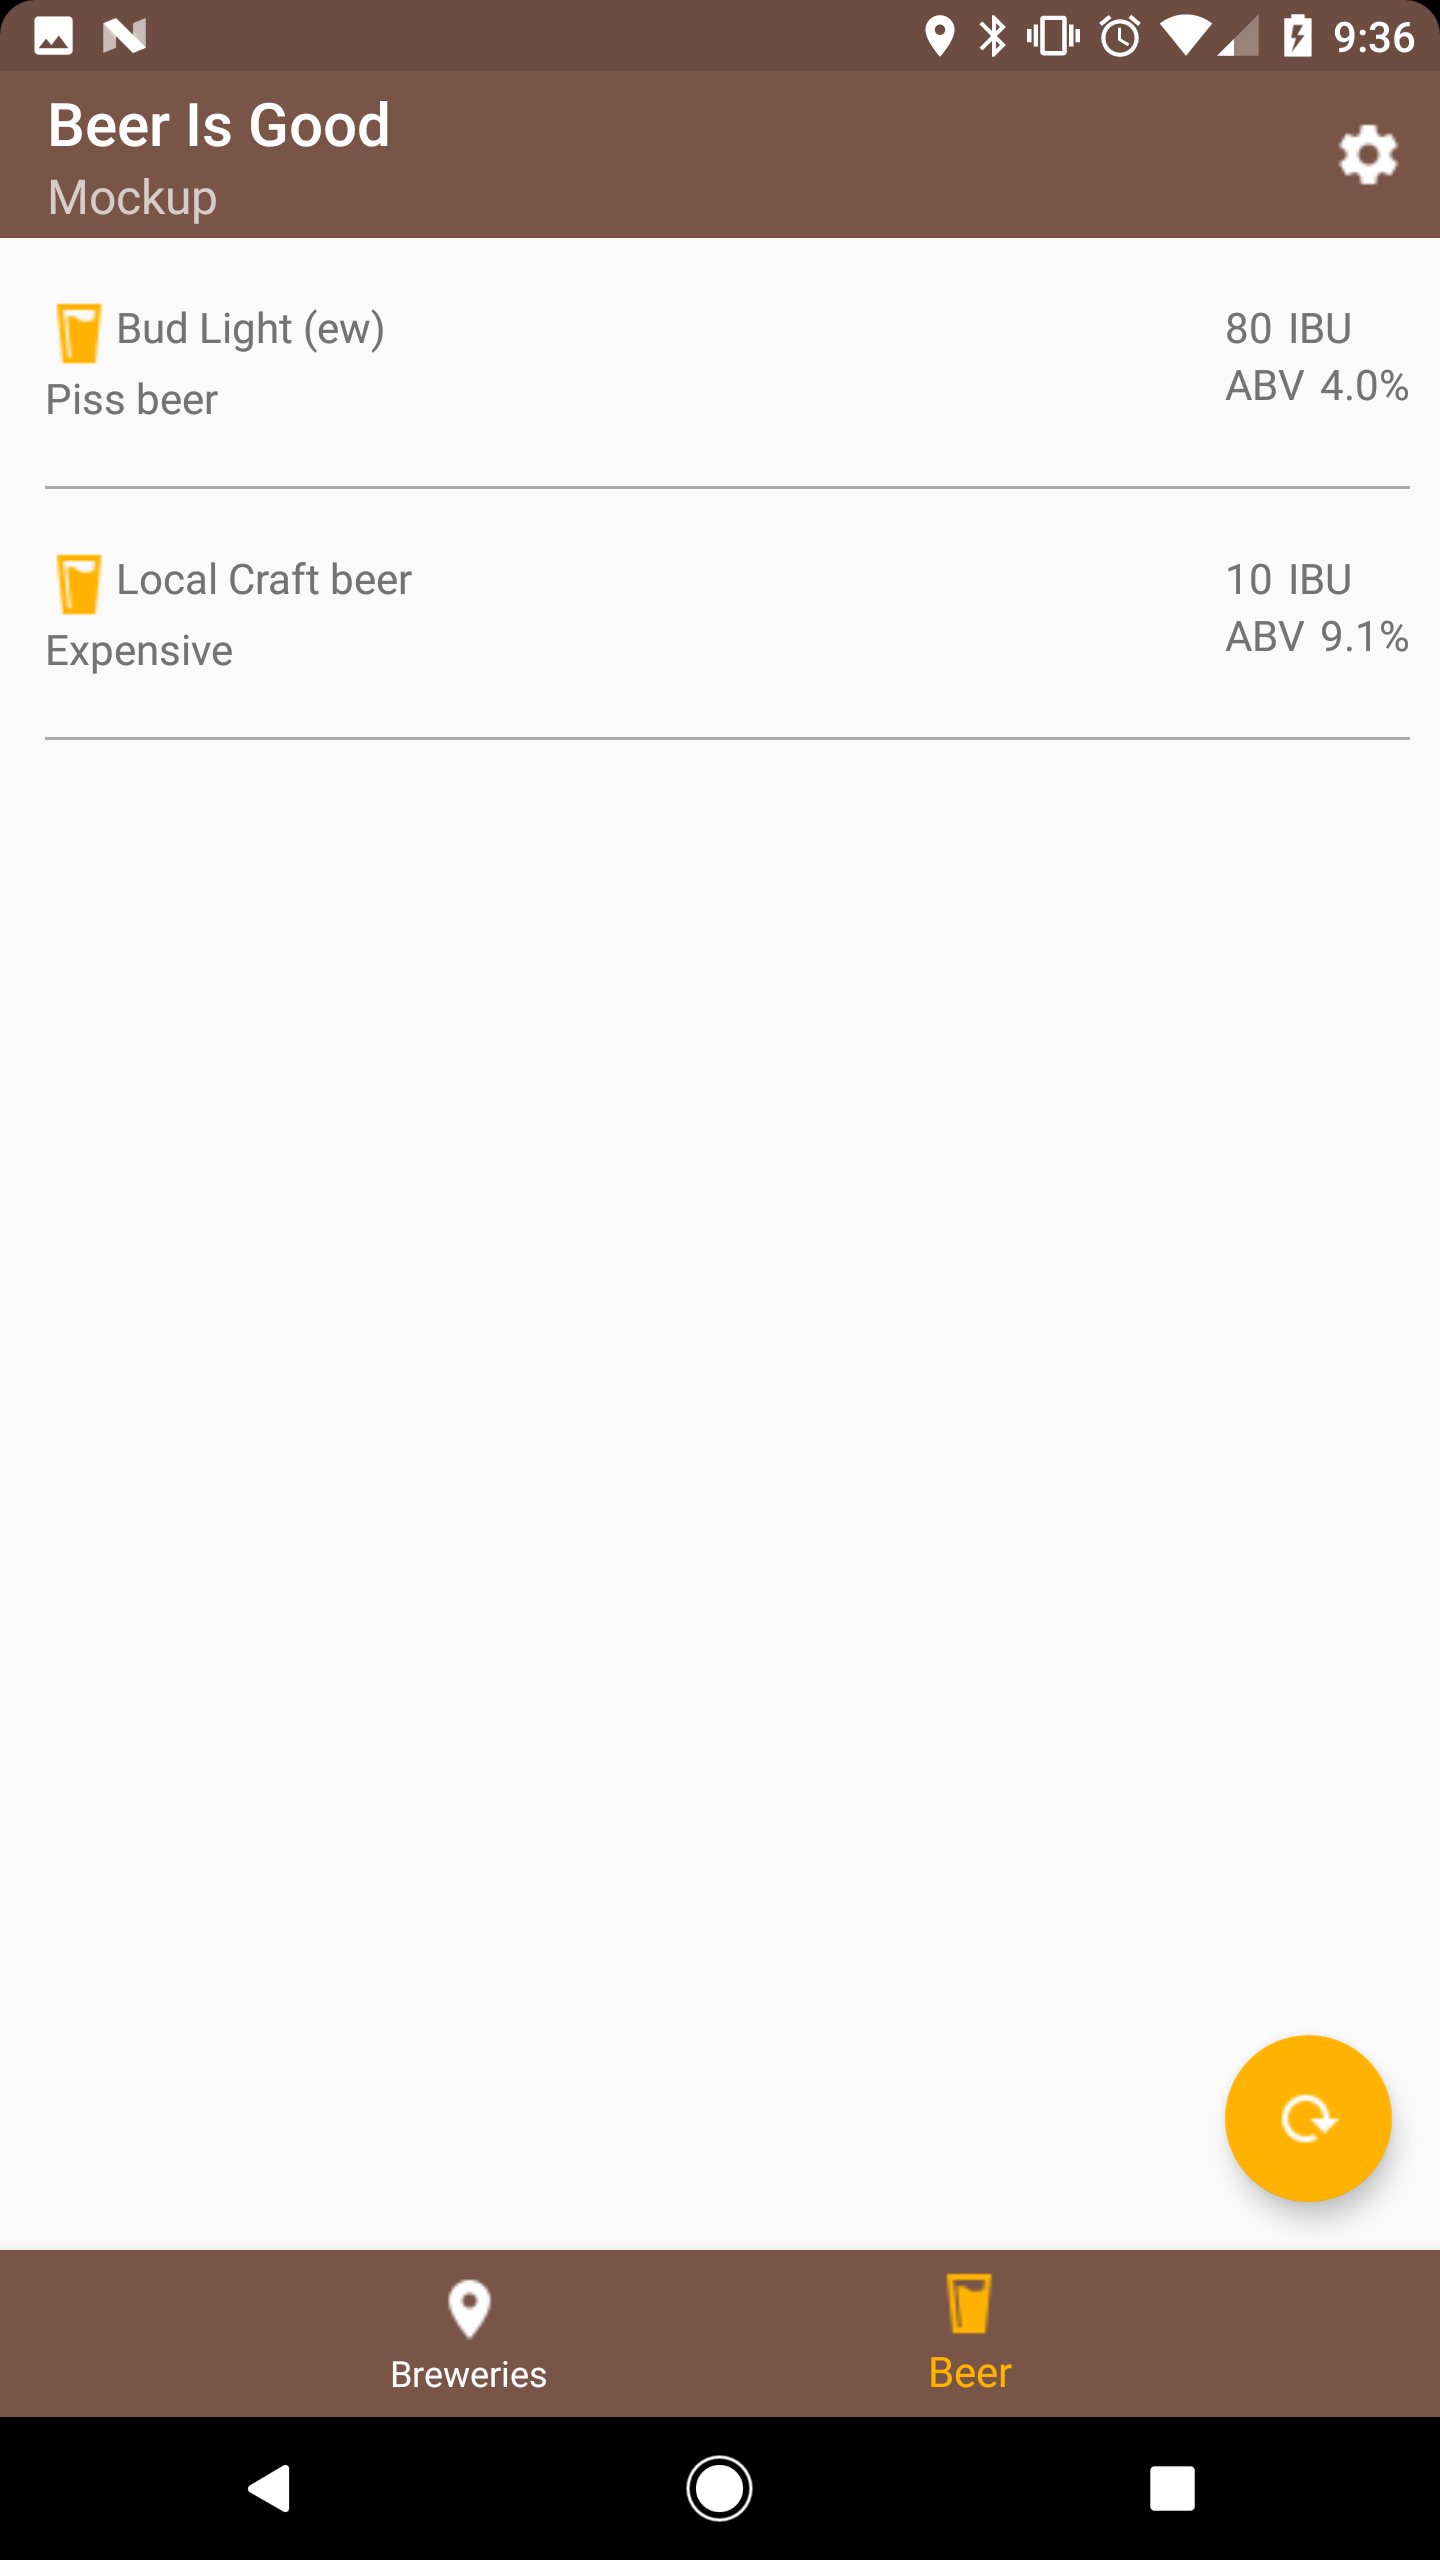 9:36
Beer Is Good
Mockup
Bud Light (ew) 80 IBU
Piss beer ABV 4.0%
Local Craft beer 10 IBU
Expensive ABV 9.1%
Breweries Beer